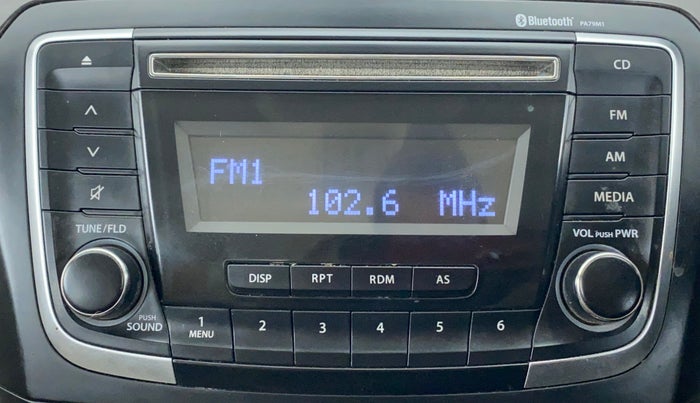 Bluetooth PA79M1
CD
FM
AM
MEDIA
FM1
102.6 MHz
TUNE/FLD
VOL PUSH PWR
DISP RPT RDM AS
PUSH
SOUND
1 2 3 4 5 6
MENU